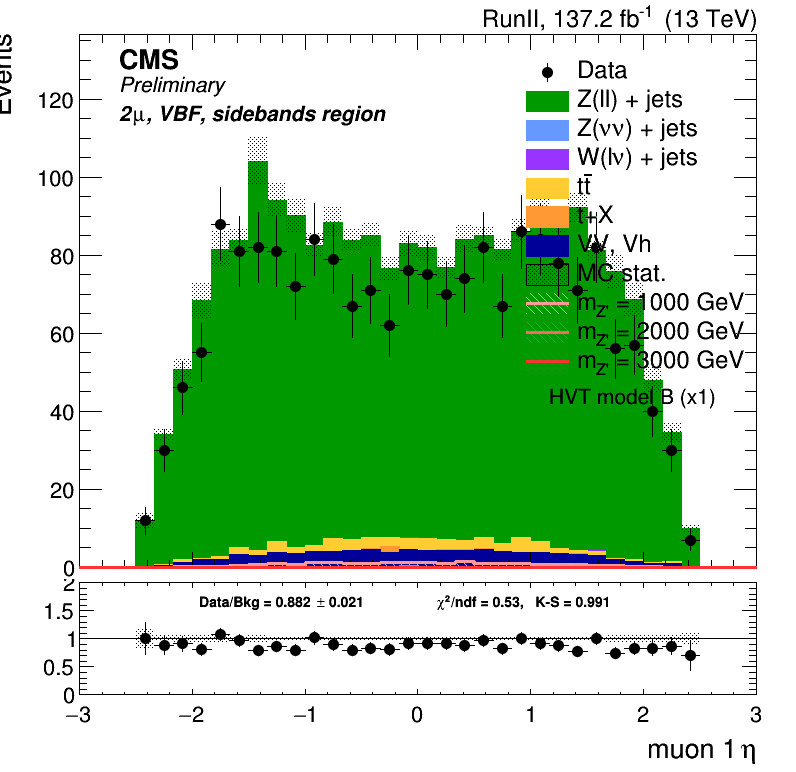 RunII, 137.2 fb⁻¹ (13 TeV)
Events
CMS
Preliminary
2μ, VBF, sidebands region
Data
Z(ll) + jets
Z(νν) + jets
W(lν) + jets
tt̄
t+X
VV, Vh
MC stat.
m_Z' = 1000 GeV
m_Z' = 2000 GeV
m_Z' = 3000 GeV
HVT model B (x1)
120
100
80
60
40
20
0
2
1.5
1
0.5
0
Data/Bkg = 0.882 ± 0.021
χ²/ndf = 0.53, K-S = 0.991
−3 −2 −1 0 1 2 3
muon 1 η